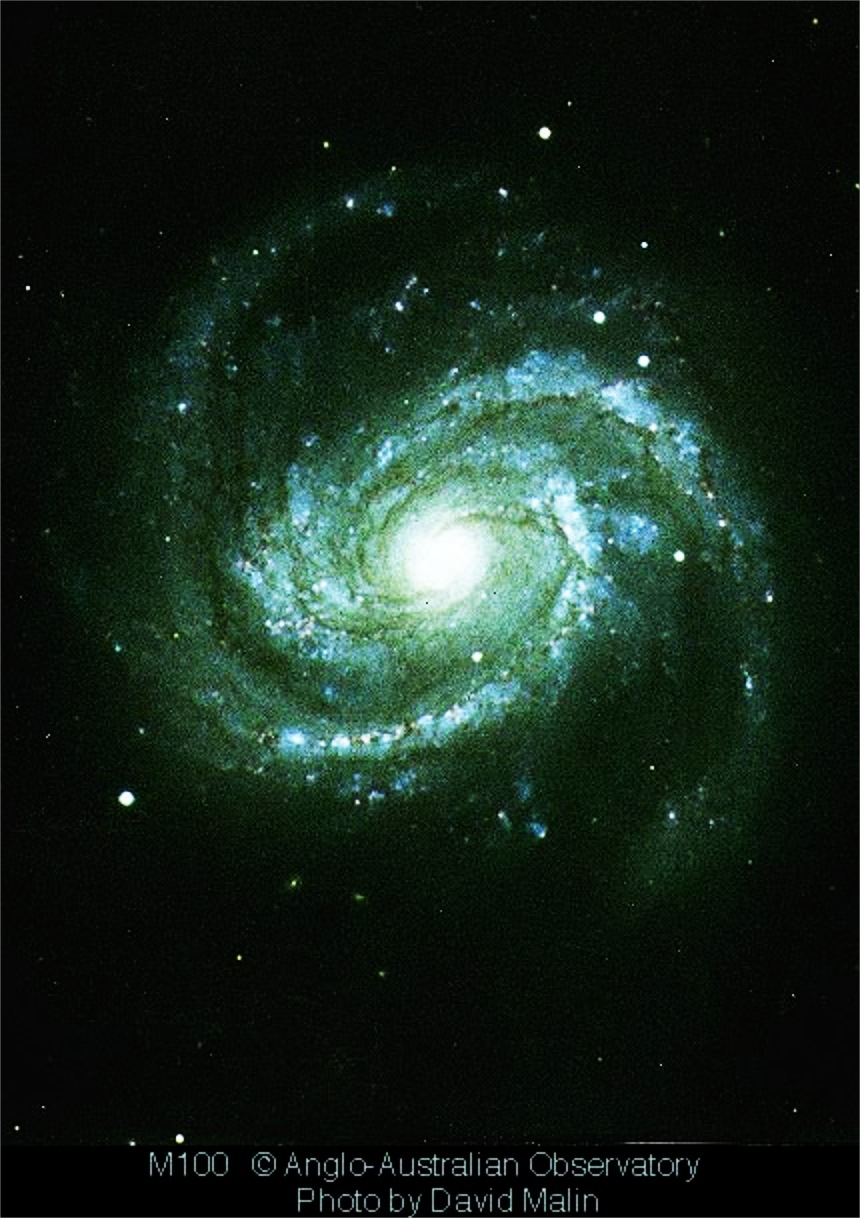 M100 © Anglo-Australian Observatory
Photo by David Malin